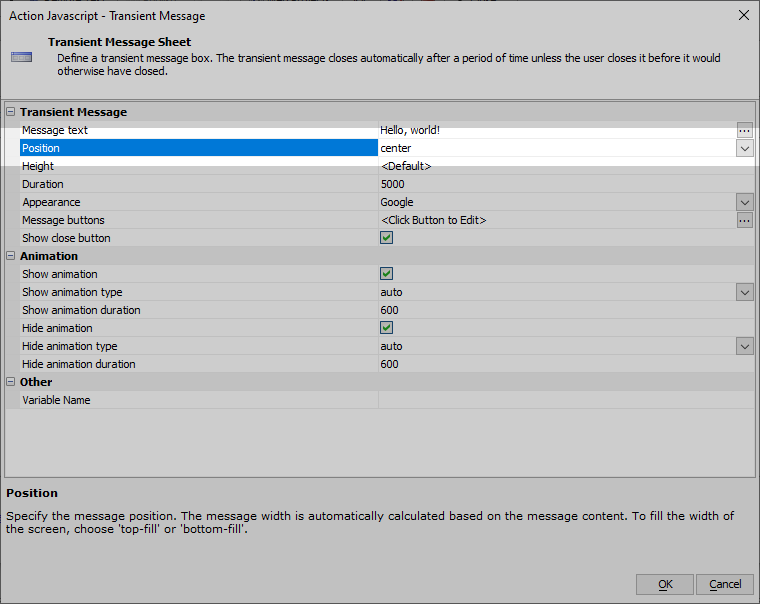 Action Javascript - Transient Message
Transient Message Sheet
Define a transient message box. The transient message closes automatically after a period of time unless the user closes it before it would
otherwise have closed.
Transient Message
Message text Hello, world!
Position center
Height <Default>
Duration 5000
Appearance Google
Message buttons <Click Button to Edit>
Show close button
Animation
Show animation
Show animation type auto
Show animation duration 600
Hide animation
Hide animation type auto
Hide animation duration 600
Other
Variable Name
Position
Specify the message position. The message width is automatically calculated based on the message content. To fill the width of
the screen, choose 'top-fill' or 'bottom-fill'.
OK Cancel